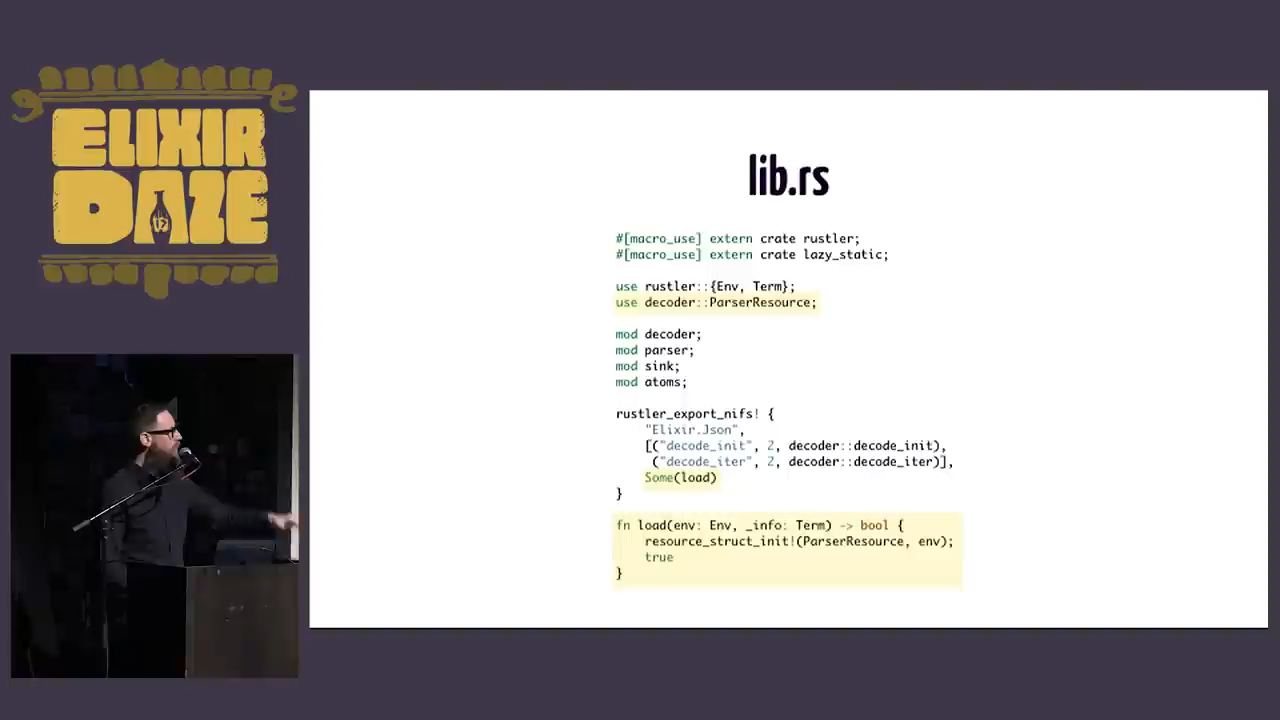 ELIXIR
DAZE
lib.rs
#[macro_use] extern crate rustler;
#[macro_use] extern crate lazy_static;
use rustler::{Env, Term};
use decoder::ParserResource;
mod decoder;
mod parser;
mod sink;
mod atoms;
rustler_export_nifs! {
    "Elixir.Json",
    [("decode_init", 2, decoder::decode_init),
     ("decode_iter", 2, decoder::decode_iter)],
    Some(load)
}
fn load(env: Env, _info: Term) -> bool {
    resource_struct_init!(ParserResource, env);
    true
}